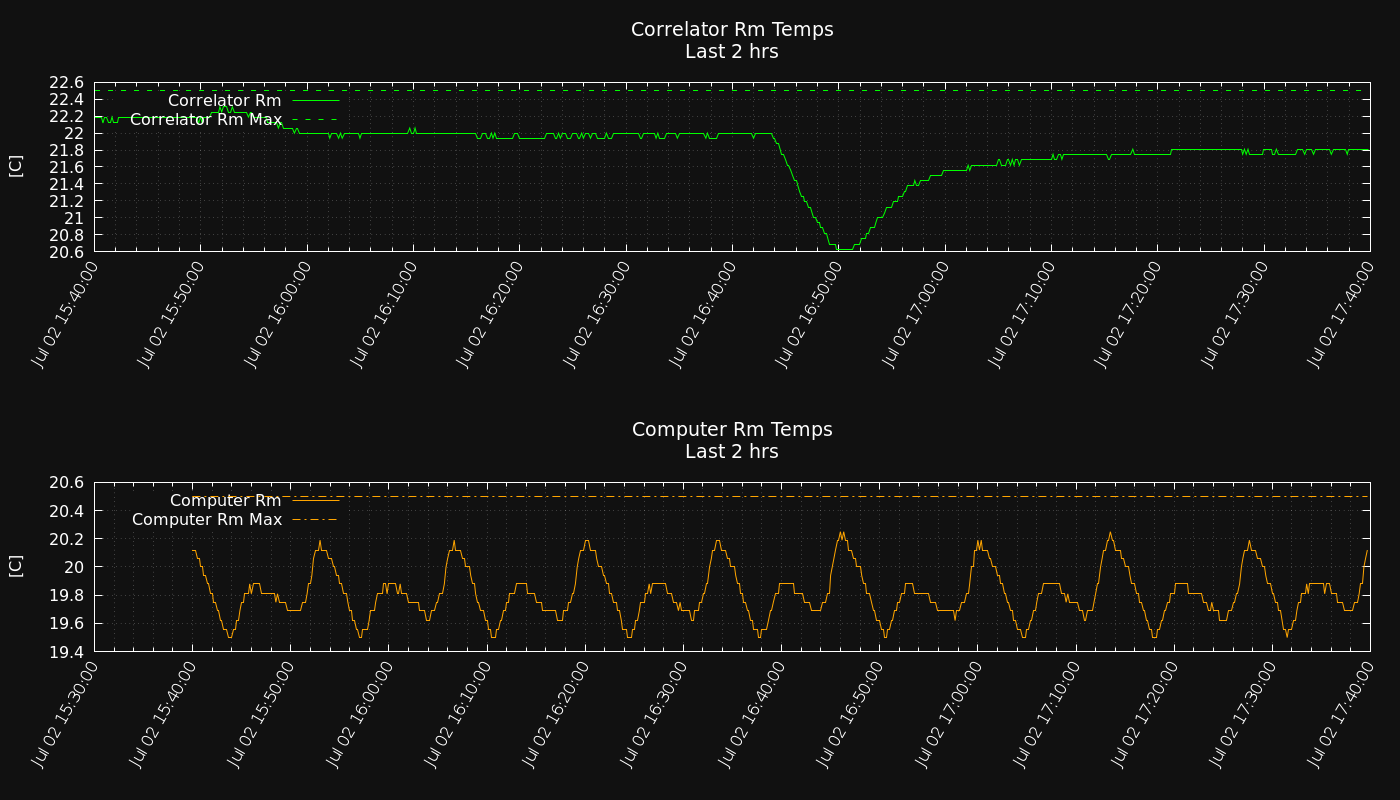 Correlator Rm Temps
Last 2 hrs
22.6
22.4
22.2
22
21.8
21.6
21.4
21.2
21
20.8
20.6
[C]
Correlator Rm
Correlator Rm Max
Jul 02 15:40:00
Jul 02 15:50:00
Jul 02 16:00:00
Jul 02 16:10:00
Jul 02 16:20:00
Jul 02 16:30:00
Jul 02 16:40:00
Jul 02 16:50:00
Jul 02 17:00:00
Jul 02 17:10:00
Jul 02 17:20:00
Jul 02 17:30:00
Jul 02 17:40:00
Computer Rm Temps
Last 2 hrs
20.6
20.4
20.2
20
19.8
19.6
19.4
[C]
Computer Rm
Computer Rm Max
Jul 02 15:30:00
Jul 02 15:40:00
Jul 02 15:50:00
Jul 02 16:00:00
Jul 02 16:10:00
Jul 02 16:20:00
Jul 02 16:30:00
Jul 02 16:40:00
Jul 02 16:50:00
Jul 02 17:00:00
Jul 02 17:10:00
Jul 02 17:20:00
Jul 02 17:30:00
Jul 02 17:40:00